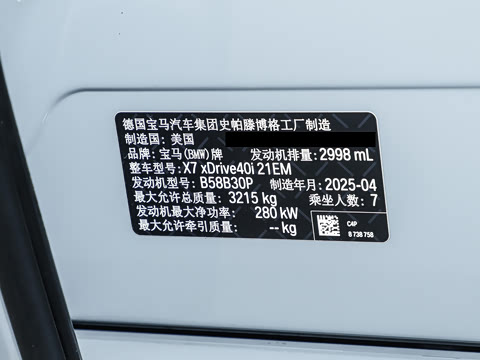 德国宝马汽车集团史帕滕博格工厂制造
制造国：美国
品牌：宝马(BMW)牌 发动机排量：2998 mL
整车型号：X7 xDrive40i 21EM
发动机型号：B58B30P 制造年月：2025-04
最大允许总质量：3215 kg 乘坐人数：7
发动机最大净功率：280 kW
最大允许牵引质量：-- kg
C4P
8 738 758